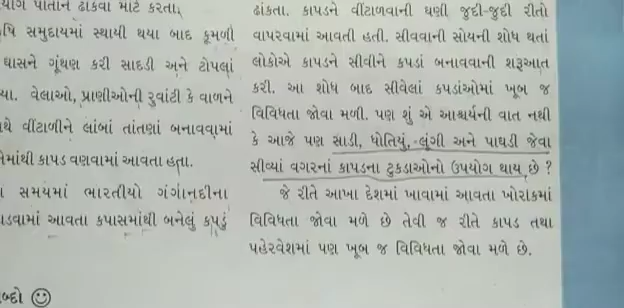 યોગ પોતાને ઢાંકવા માટે કરતા.
ષિ સમુદાયમાં સ્થાયી થયા બાદ કૂમળી
ઘાસને ગૂંથણ કરી સાદડી અને ટોપલાં
યા. વેલાઓ, પ્રાણીઓની રુવાંટી કે વાળને
થે વીંટાળીને લાંબાં તાંતણાં બનાવવામાં
નેમાંથી કાપડ વણવામાં આવતા હતા.
સમયમાં ભારતીયો ગંગાનદીના
ડવામાં આવતા કપાસમાંથી બનેલું કપડું
બ્દો ☺
ઢાંકતા. કાપડને વીંટાળવાની ઘણી જુદી-જુદી રીતો
વાપરવામાં આવતી હતી. સીવવાની સોયની શોધ થતાં
લોકોએ કાપડને સીવીને કપડાં બનાવવાની શરૂઆત
કરી. આ શોધ બાદ સીવેલાં કપડાંઓમાં ખૂબ જ
વિવિધતા જોવા મળી. પણ શું એ આશ્ચર્યની વાત નથી
કે આજે પણ સાડી, ધોતિયું, લુંગી અને પાઘડી જેવા
સીવ્યાં વગરનાં કાપડના ટુકડાઓનો ઉપયોગ થાય છે ?
જે રીતે આખા દેશમાં ખાવામાં આવતા ખોરાકમાં
વિવિધતા જોવા મળે છે તેવી જ રીતે કાપડ તથા
પહેરવેશમાં પણ ખૂબ જ વિવિધતા જોવા મળે છે.